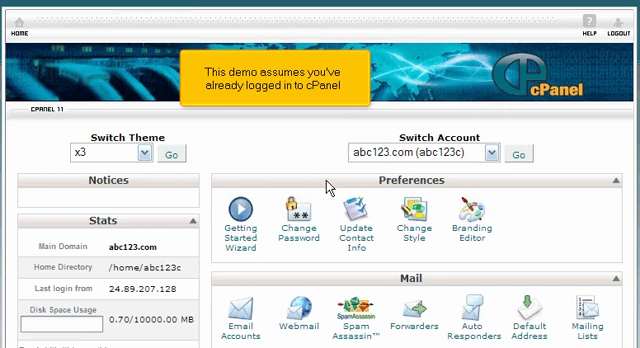 HOME
HELP
LOGOUT
This demo assumes you've
already logged in to cPanel
cPanel
CPANEL 11
Switch Theme
x3
Go
Switch Account
abc123.com (abc123c)
Go
Notices
Stats
Main Domain abc123.com
Home Directory /home/abc123c
Last login from 24.89.207.128
Disk Space Usage
0.70/10000.00 MB
Preferences
Getting
Started
Wizard
Change
Password
Update
Contact
Info
Change
Style
Branding
Editor
Mail
Email
Accounts
Webmail
SpamAssassin
Spam
Assassin™
Forwarders
Auto
Responders
Default
Address
Mailing
Lists